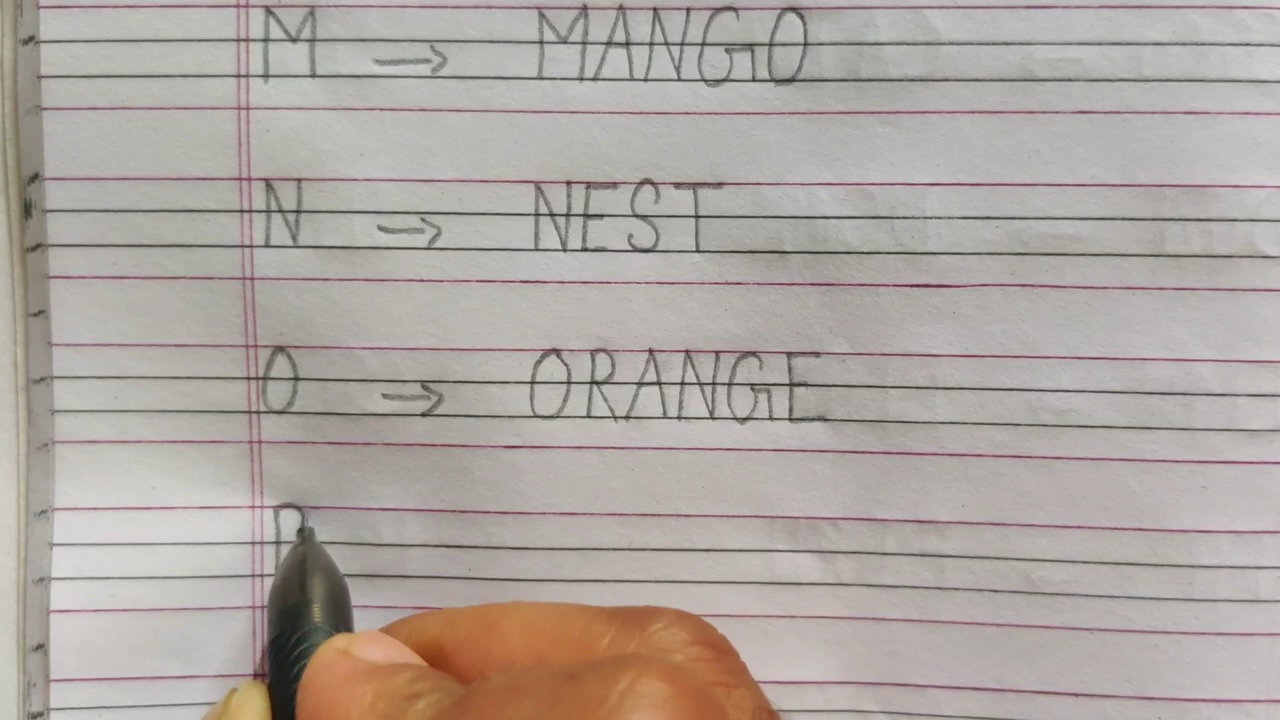 M → MANGO
N → NEST
O → ORANGE
P